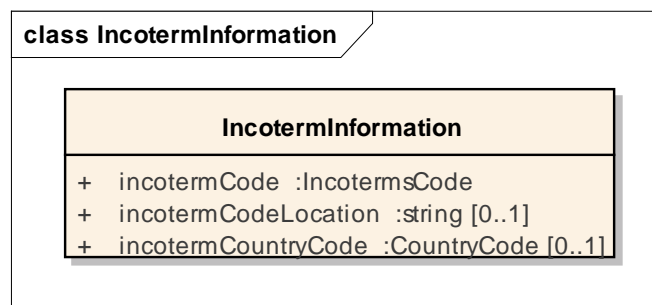 class IncotermInformation
IncotermInformation
+ incotermCode :IncotermsCode
+ incotermCodeLocation :string [0..1]
+ incotermCountryCode :CountryCode [0..1]